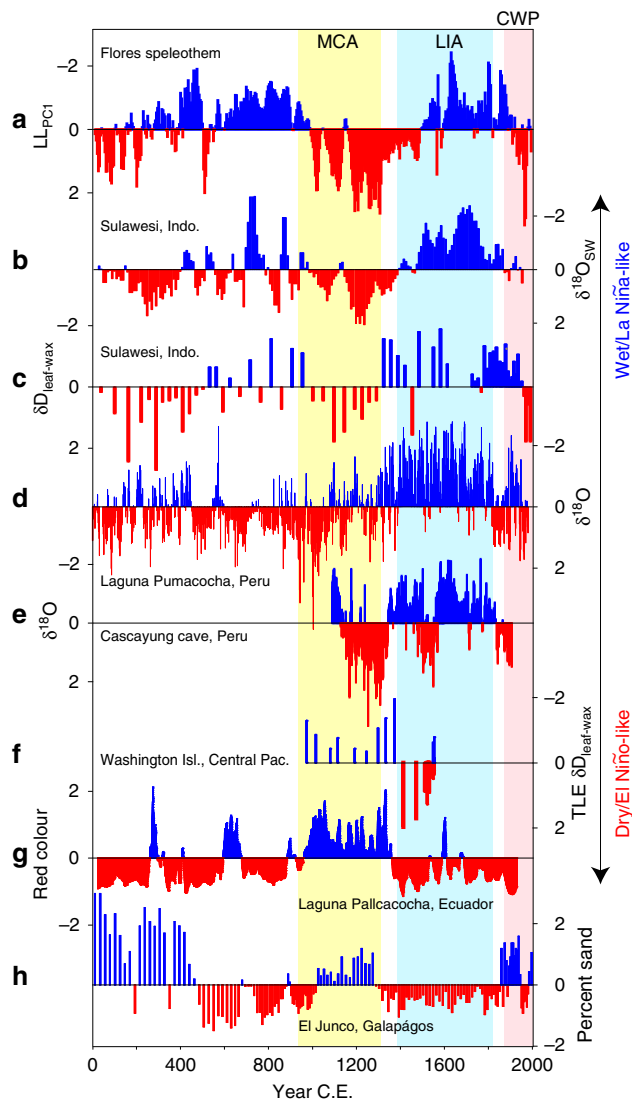 CWP
MCA
LIA
Flores speleothem
a
LL_PC1
−2
0
2
Sulawesi, Indo.
b
−2
0
2
δ18O_SW
Sulawesi, Indo.
c
δD_leaf-wax
−2
0
2
d
−2
0
2
δ18O
Laguna Pumacocha, Peru
e
δ18O
−2
0
2
Cascayung cave, Peru
f
Washington Isl., Central Pac.
−2
0
2
TLE δD_leaf-wax
g
Red colour
2
0
−2
Laguna Pallcacocha, Ecuador
h
2
0
−2
Percent sand
El Junco, Galapágos
Wet/La Niña-like
Dry/El Niño-like
0 400 800 1200 1600 2000
Year C.E.